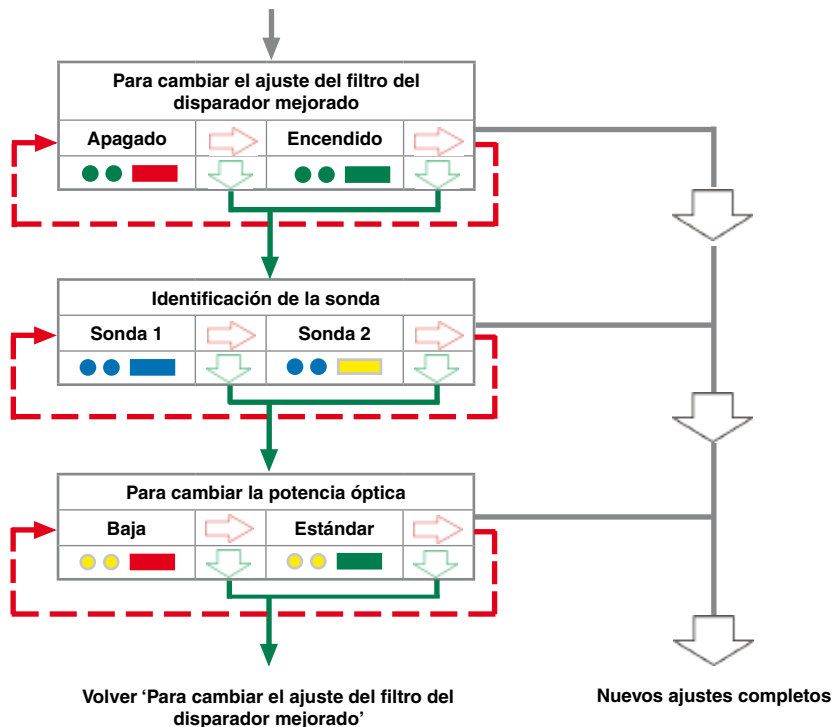 Para cambiar el ajuste del filtro del
disparador mejorado
Apagado
Encendido
Identificación de la sonda
Sonda 1
Sonda 2
Para cambiar la potencia óptica
Baja
Estándar
Volver ‘Para cambiar el ajuste del filtro del
disparador mejorado’
Nuevos ajustes completos